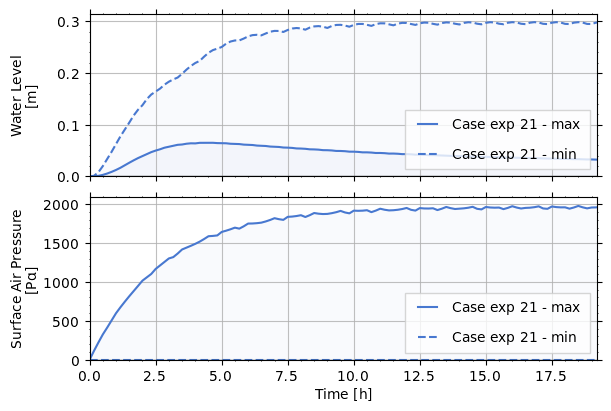 0.3
0.2
0.1
0.0
Water Level
[m]
Case exp 21 - max
Case exp 21 - min
2000
1500
1000
500
0
Surface Air Pressure
[Pa]
Case exp 21 - max
Case exp 21 - min
0.0 2.5 5.0 7.5 10.0 12.5 15.0 17.5
Time [h]